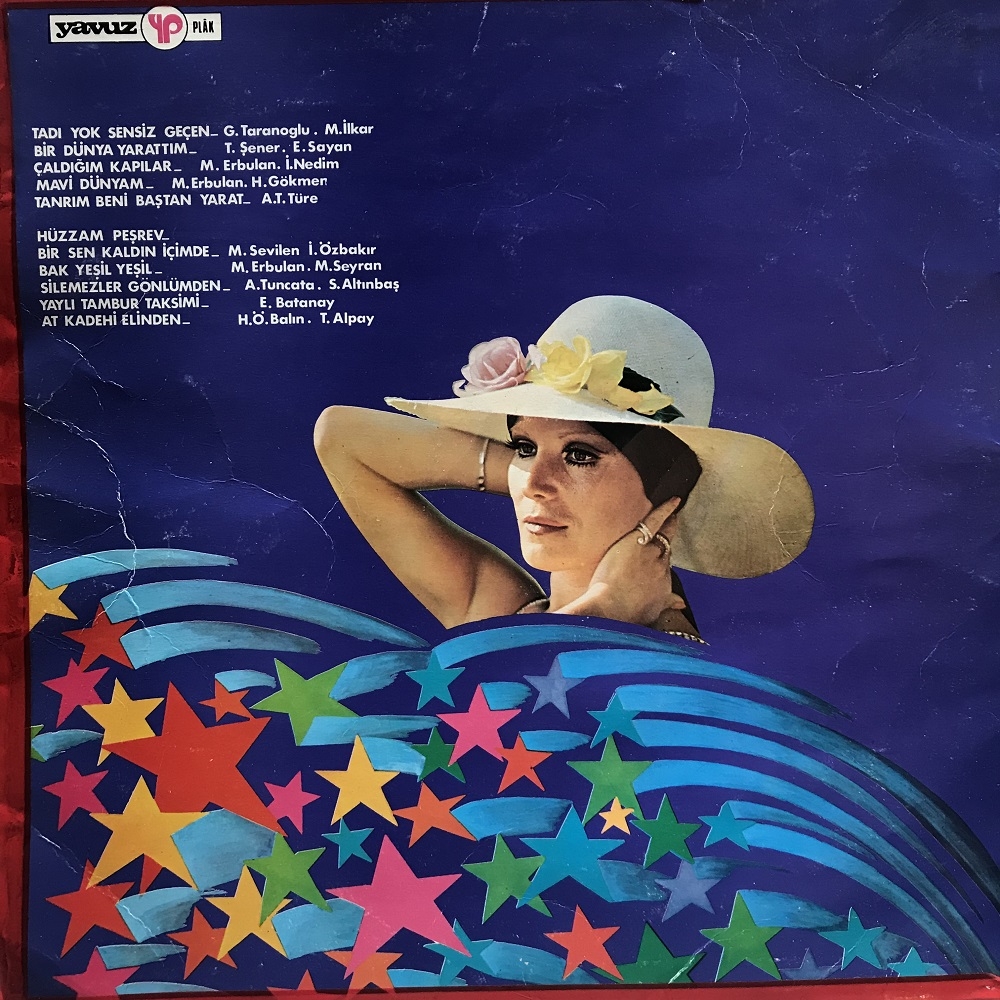 yavuz YP PLÂK
TADI YOK SENSİZ GEÇEN_ G.Taranoglu . M.İlkar
BİR DÜNYA YARATTIM_ T. Şener . E.Sayan
ÇALDIĞIM KAPILAR_ M. Erbulan. İ.Nedim
MAVİ DÜNYAM_ M.Erbulan. H.Gökmen
TANRIM BENİ BAŞTAN YARAT_ A.T.Türe
HÜZZAM PEŞREV_
BİR SEN KALDIN İÇİMDE_ M.Sevilen İ.Özbakır
BAK YEŞİL YEŞİL_ M.Erbulan. M.Seyran
SİLEMEZLER GÖNLÜMDEN_ A.Tuncata. S.Altınbaş
YAYLI TAMBUR TAKSİMİ_ E. Batanay
AT KADEHİ ELİNDEN_ H.Ö.Balın. T.Alpay